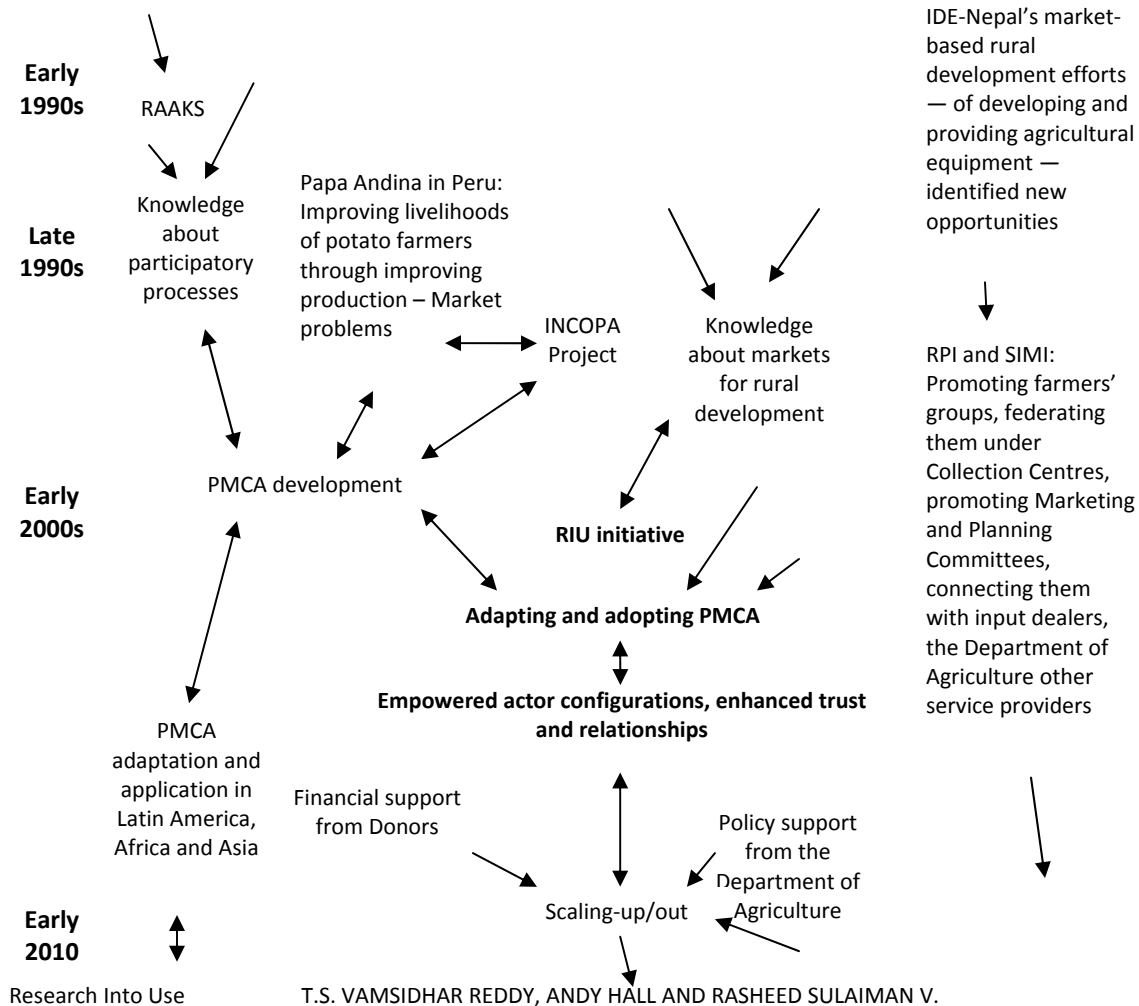 Early
1990s
RAAKS
Knowledge
about
participatory
processes
Late
1990s
Papa Andina in Peru:
Improving livelihoods
of potato farmers
through improving
production – Market
problems
INCOPA
Project
Knowledge
about markets
for rural
development
IDE-Nepal’s market-
based rural
development efforts
— of developing and
providing agricultural
equipment —
identified new
opportunities
RPI and SIMI:
Promoting farmers’
groups, federating
them under
Collection Centres,
promoting Marketing
and Planning
Committees,
connecting them
with input dealers,
the Department of
Agriculture other
service providers
Early
2000s
PMCA development
RIU initiative
Adapting and adopting PMCA
Empowered actor configurations, enhanced trust
and relationships
PMCA
adaptation and
application in
Latin America,
Africa and Asia
Financial support
from Donors
Policy support
from the
Department of
Agriculture
Scaling-up/out
Early
2010
Research Into Use
T.S. VAMSIDHAR REDDY, ANDY HALL AND RASHEED SULAIMAN V.